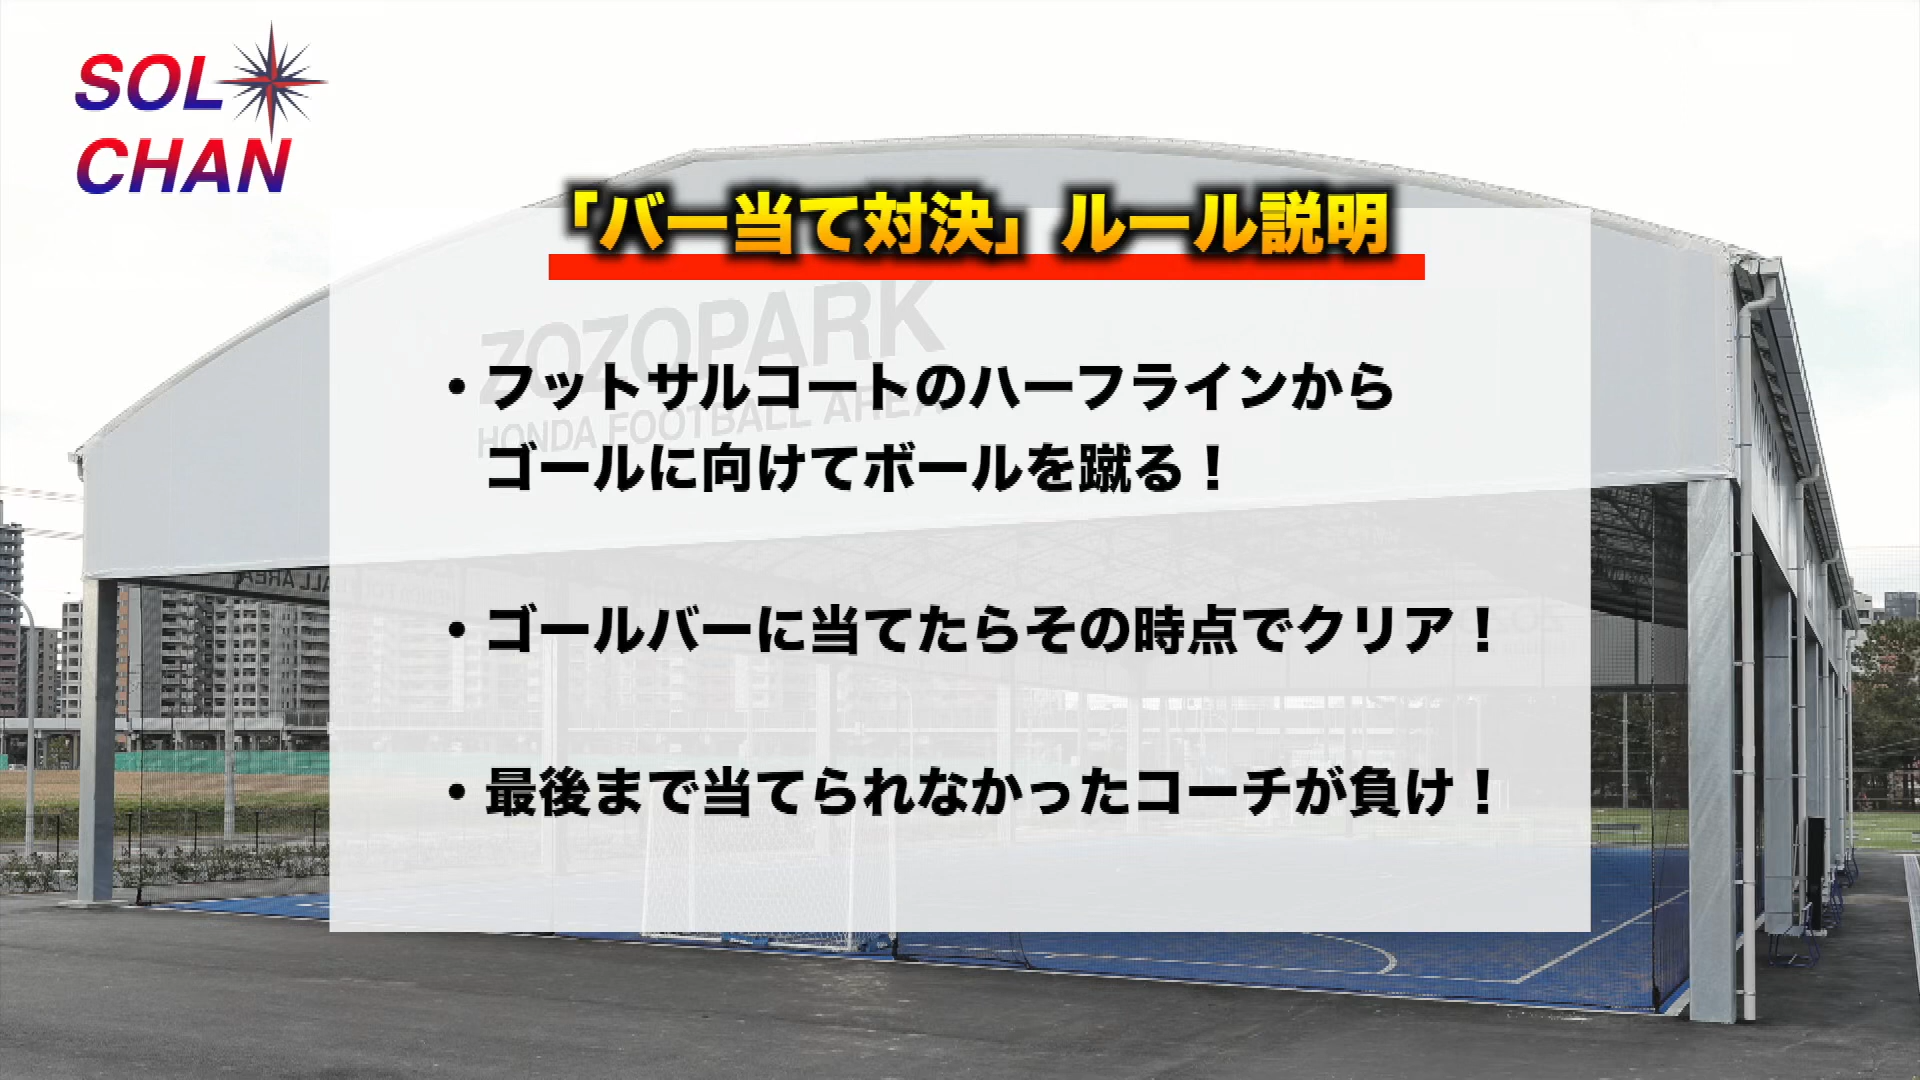 SOL
CHAN
「バー当て対決」ルール説明
ZOZOPARK
HONDA FOOTBALL AREA
・フットサルコートのハーフラインから
ゴールに向けてボールを蹴る！
・ゴールバーに当てたらその時点でクリア！
・最後まで当てられなかったコーチが負け！